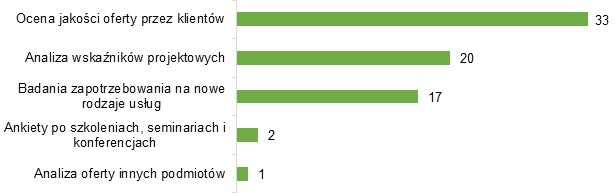 Ocena jakości oferty przez klientów 33
Analiza wskaźników projektowych 20
Badania zapotrzebowania na nowe
rodzaje usług 17
Ankiety po szkoleniach, seminariach i
konferencjach 2
Analiza oferty innych podmiotów 1